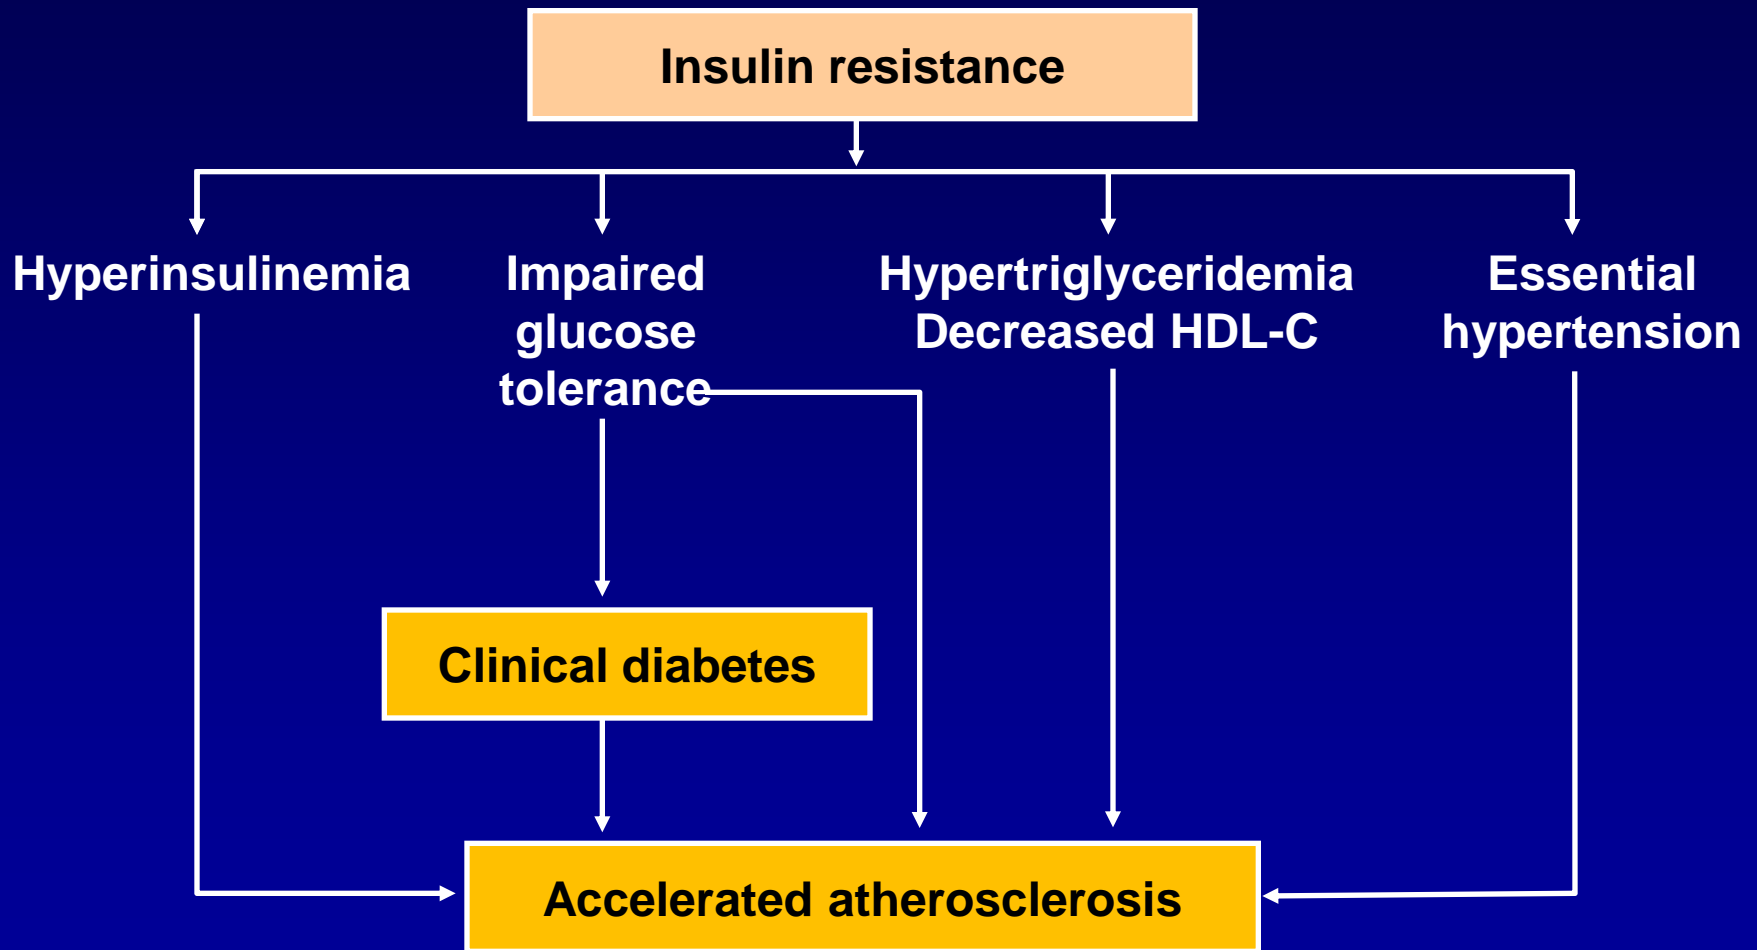 Insulin resistance
Hyperinsulinemia
Impaired
glucose
tolerance
Hypertriglyceridemia
Decreased HDL-C
Essential
hypertension
Clinical diabetes
Accelerated atherosclerosis